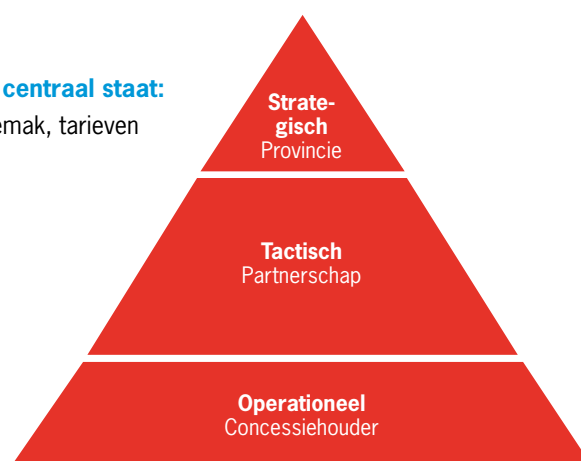 centraal staat:
emak, tarieven
Strate-
gisch
Provincie
Tactisch
Partnerschap
Operationeel
Concessiehouder